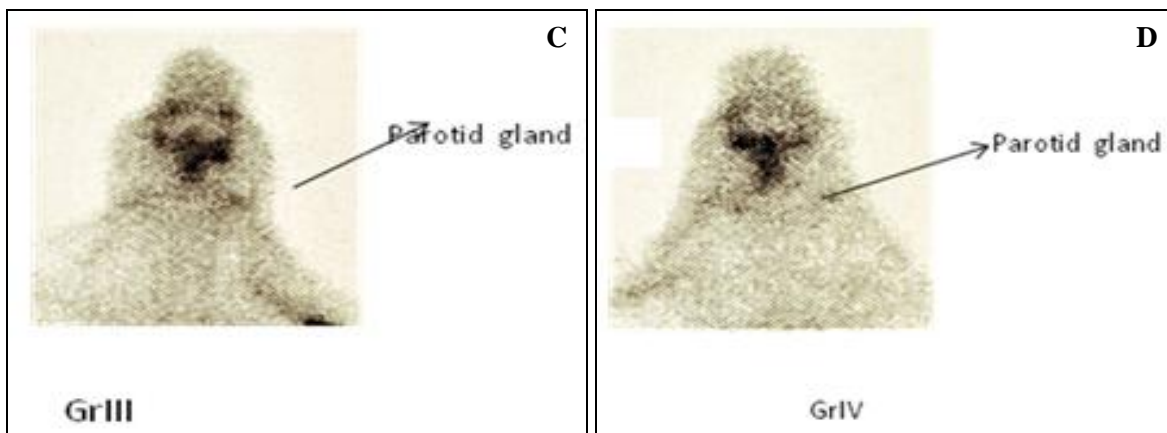 C
Parotid gland
GrIII
D
Parotid gland
GrIV